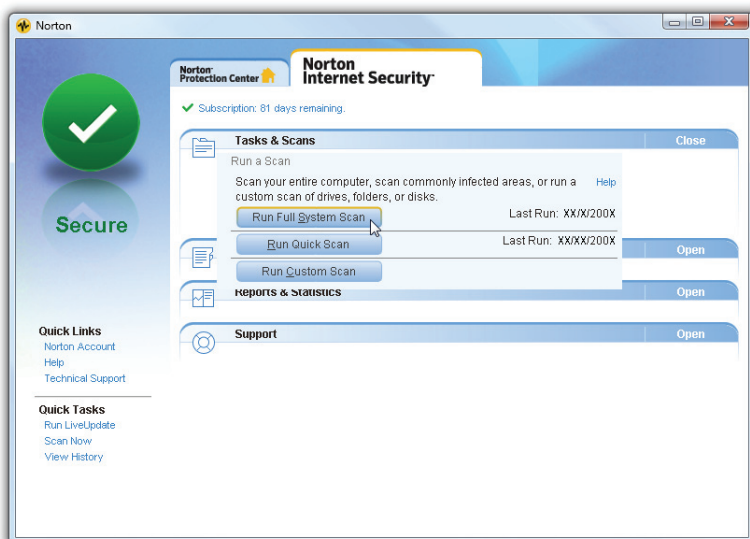 Norton
Norton
Protection Center
Norton
Internet Security
Subscription: 81 days remaining.
Tasks & Scans
Close
Run a Scan
Scan your entire computer, scan commonly infected areas, or run a
custom scan of drives, folders, or disks.
Help
Run Full System Scan
Last Run: XX/X/200X
Run Quick Scan
Last Run: XX/XX/200X
Open
Run Custom Scan
Reports & Statistics
Open
Support
Open
Secure
Quick Links
Norton Account
Help
Technical Support
Quick Tasks
Run LiveUpdate
Scan Now
View History